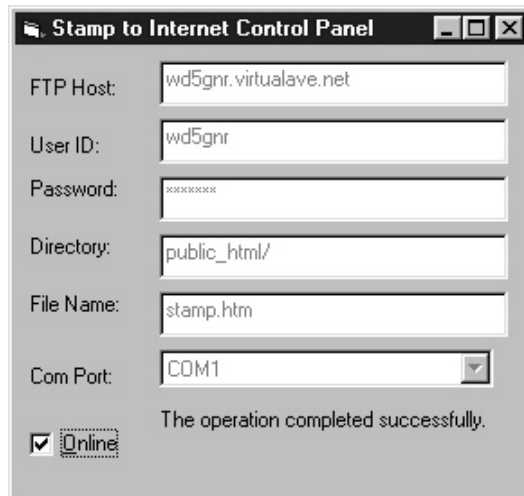 Stamp to Internet Control Panel
FTP Host: wd5gnr.virtualave.net
User ID: wd5gnr
Password: *******
Directory: public_html/
File Name: stamp.htm
Com Port: COM1
The operation completed successfully.
Online